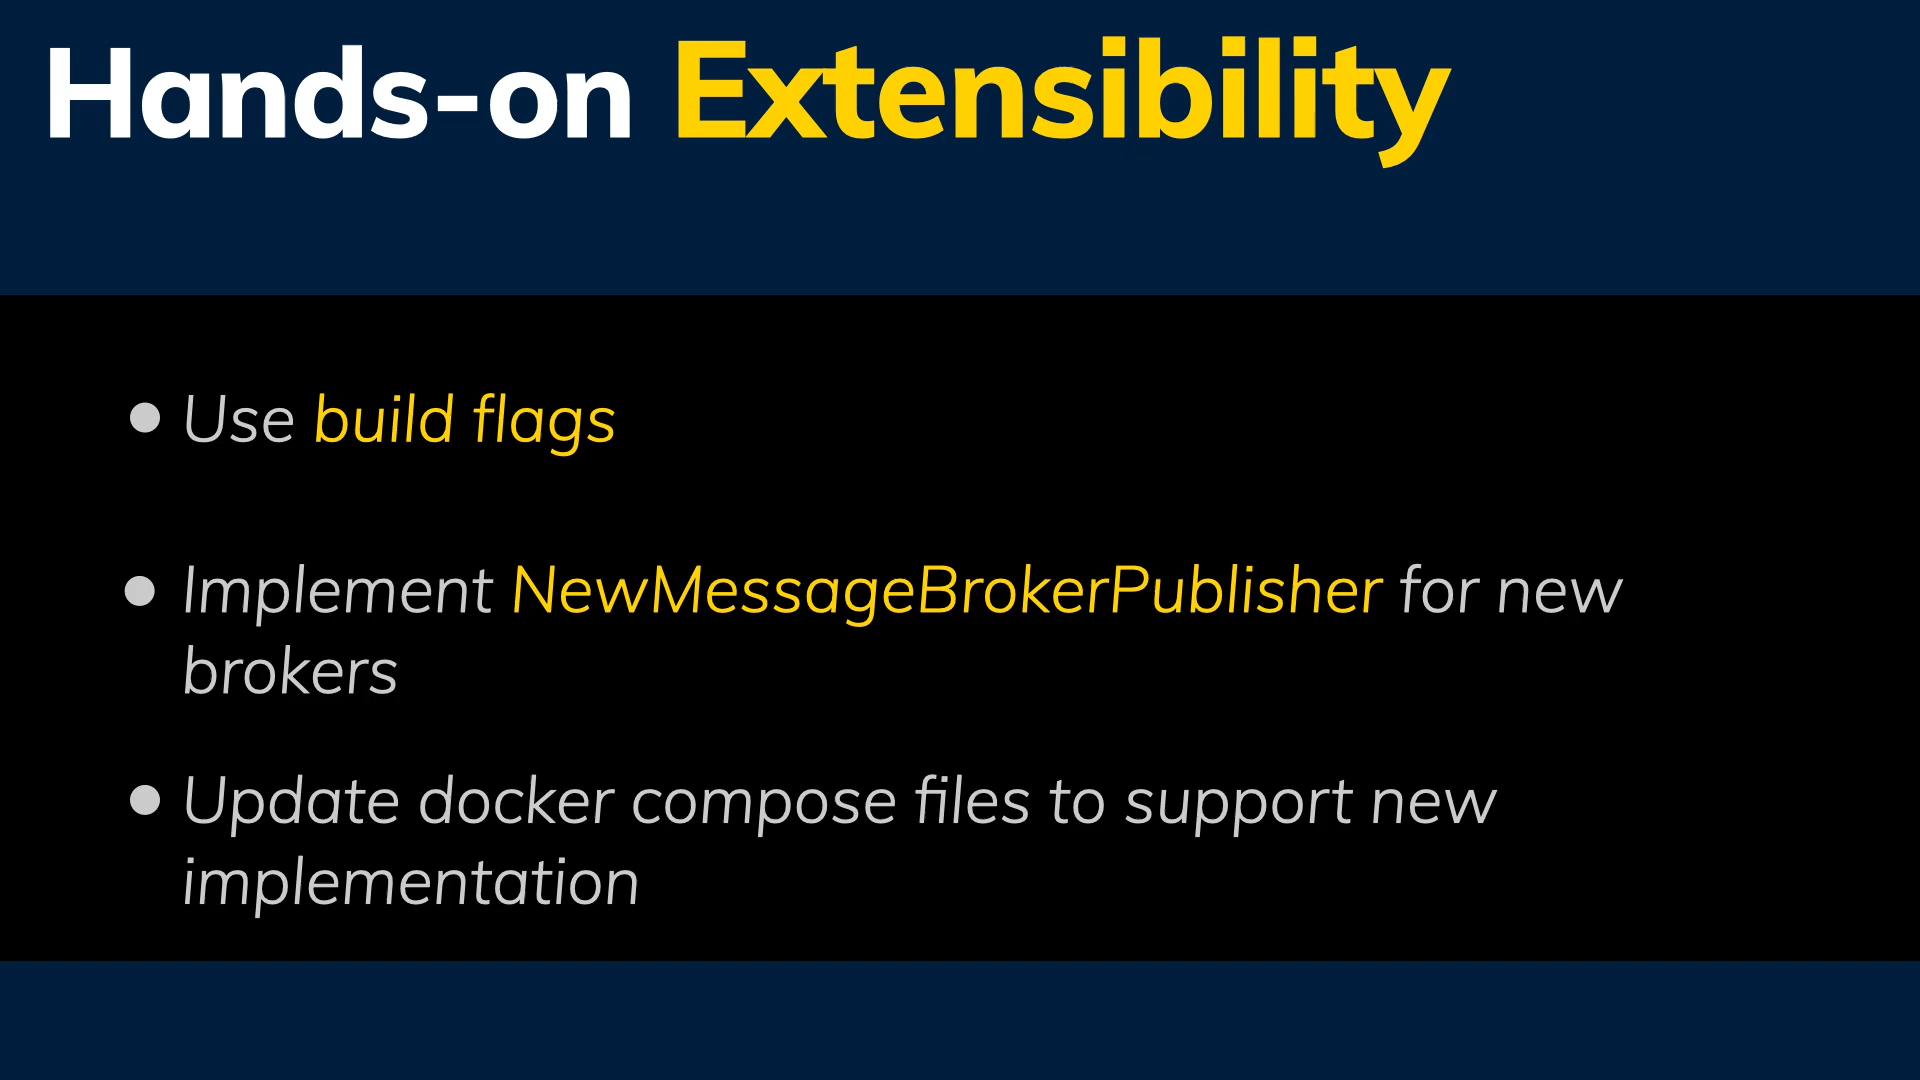 Hands-on Extensibility
● Use build flags
● Implement NewMessageBrokerPublisher for new
brokers
● Update docker compose files to support new
implementation